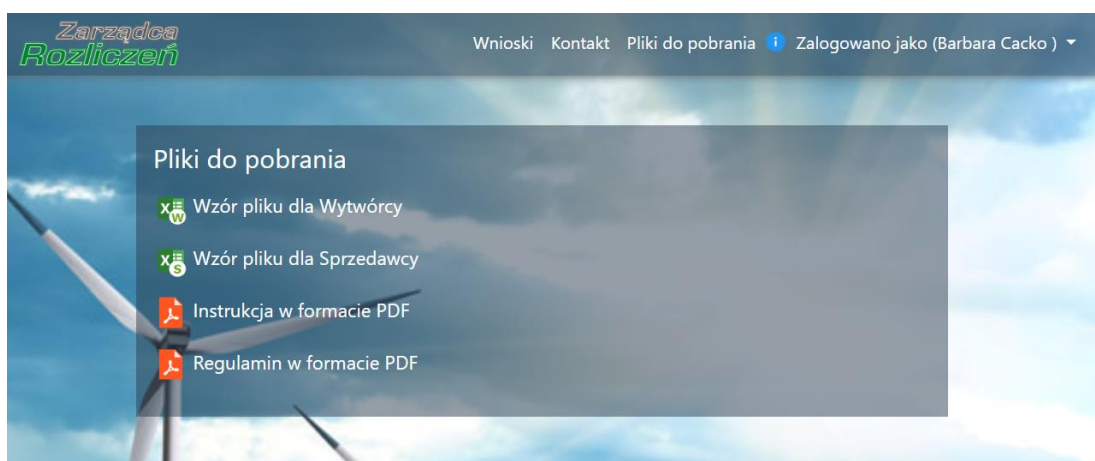 Zarządca
Rozliczeń
Wnioski Kontakt Pliki do pobrania i Zalogowano jako (Barbara Cacko )
Pliki do pobrania
Wzór pliku dla Wytwórcy
Wzór pliku dla Sprzedawcy
Instrukcja w formacie PDF
Regulamin w formacie PDF